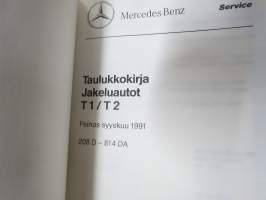 Mercedes Benz
Service
Taulukkokirja
Jakeluautot
T1/T2
Painos syyskuu 1991
208 D – 814 DA